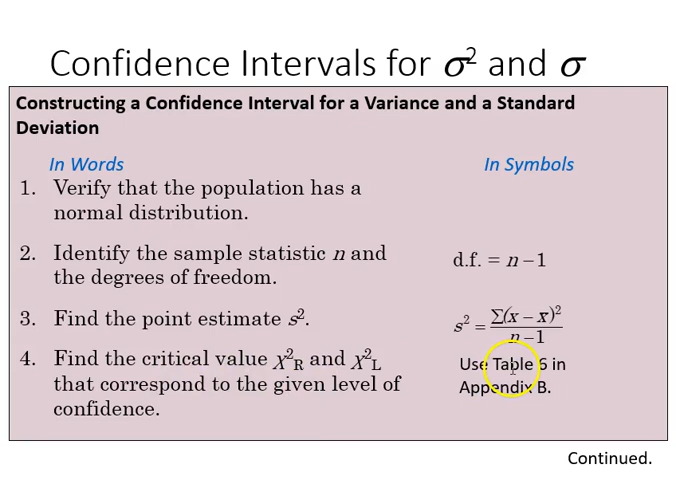 Confidence Intervals for σ² and σ
Constructing a Confidence Interval for a Variance and a Standard
Deviation
In Words
In Symbols
1. Verify that the population has a
normal distribution.
2. Identify the sample statistic n and
the degrees of freedom.
d.f. = n – 1
3. Find the point estimate s².
s² = Σ(x – x̄)² / n – 1
4. Find the critical value χ²R and χ²L
that correspond to the given level of
confidence.
Use Table 6 in
Appendix B.
Continued.